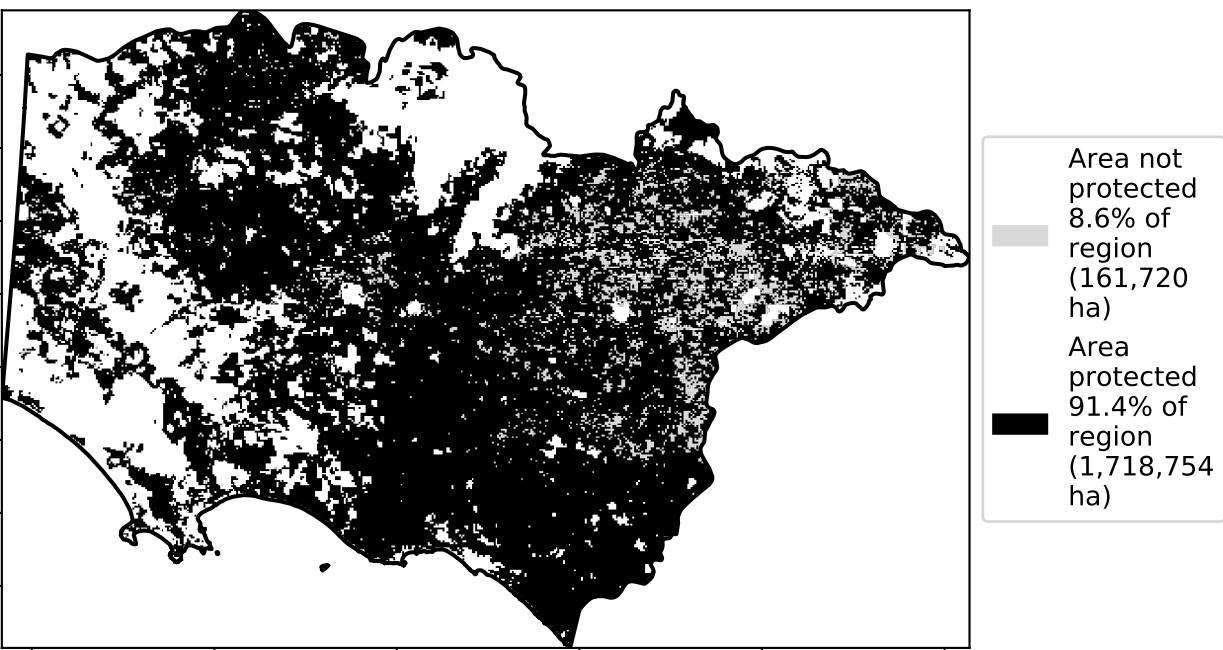 Area not
protected
8.6% of
region
(161,720
ha)
Area
protected
91.4% of
region
(1,718,754
ha)